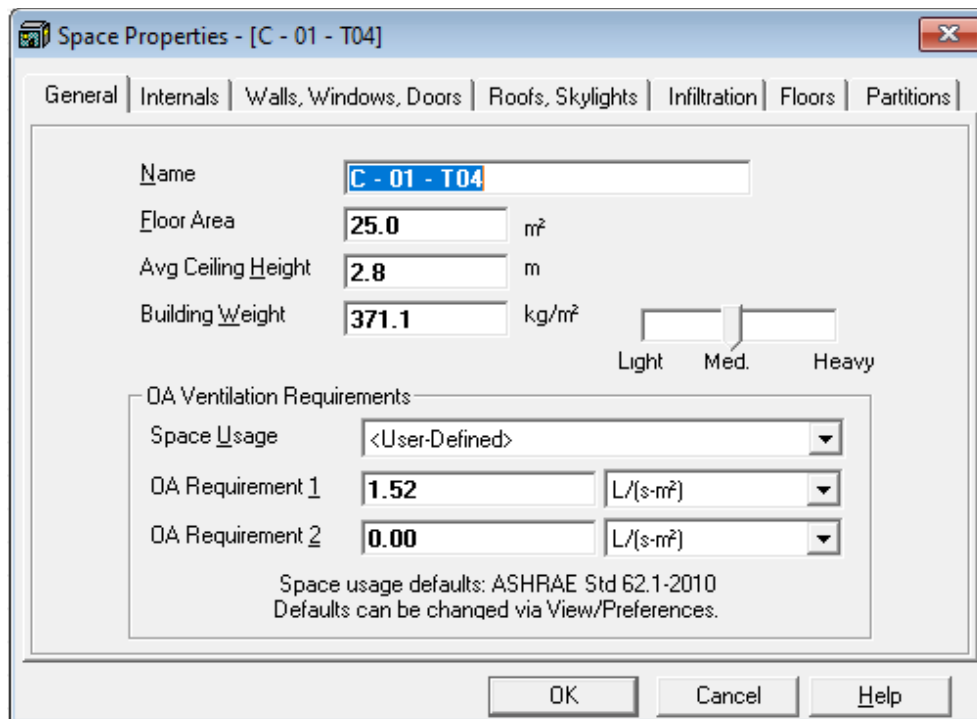 Space Properties - [C - 01 - T04]
General Internals Walls, Windows, Doors Roofs, Skylights Infiltration Floors Partitions
Name C - 01 - T04
Floor Area 25.0 m²
Avg Ceiling Height 2.8 m
Building Weight 371.1 kg/m²
Light Med. Heavy
OA Ventilation Requirements
Space Usage <User-Defined>
OA Requirement 1 1.52 L/(s-m²)
OA Requirement 2 0.00 L/(s-m²)
Space usage defaults: ASHRAE Std 62.1-2010
Defaults can be changed via View/Preferences.
OK Cancel Help